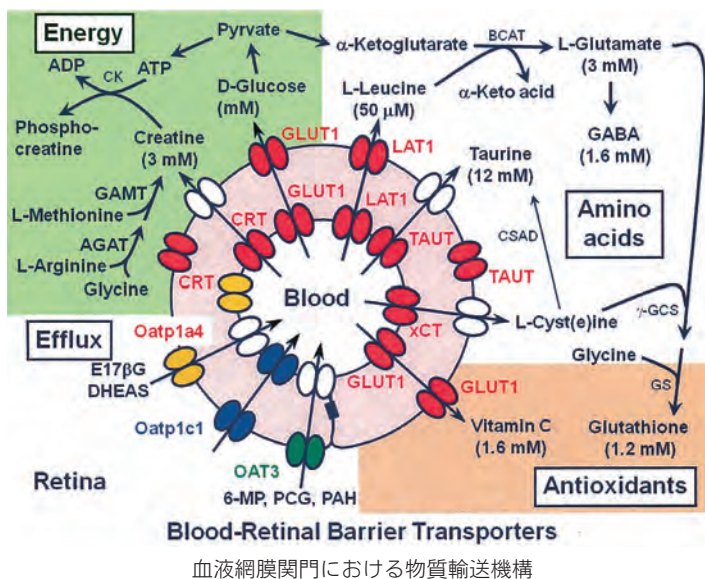 Energy
Pyrvate
α-Ketoglutarate
BCAT
L-Glutamate
(3 mM)
ADP
CK
ATP
D-Glucose
(mM)
L-Leucine
(50 μM)
α-Keto acid
Phospho-
creatine
Creatine
(3 mM)
GLUT1
LAT1
GABA
(1.6 mM)
Taurine
(12 mM)
GAMT
L-Methionine
GLUT1
LAT1
Amino
acids
CRT
TAUT
CSAD
AGAT
L-Arginine
Glycine
CRT
Blood
TAUT
Efflux
Oatp1a4
xCT
L-Cyst(e)ine
γ-GCS
E17βG
DHEAS
GLUT1
GLUT1
Glycine
GS
Oatp1c1
Vitamin C
(1.6 mM)
Glutathione
(1.2 mM)
Retina
OAT3
6-MP, PCG, PAH
Antioxidants
Blood-Retinal Barrier Transporters
血液網膜関門における物質輸送機構